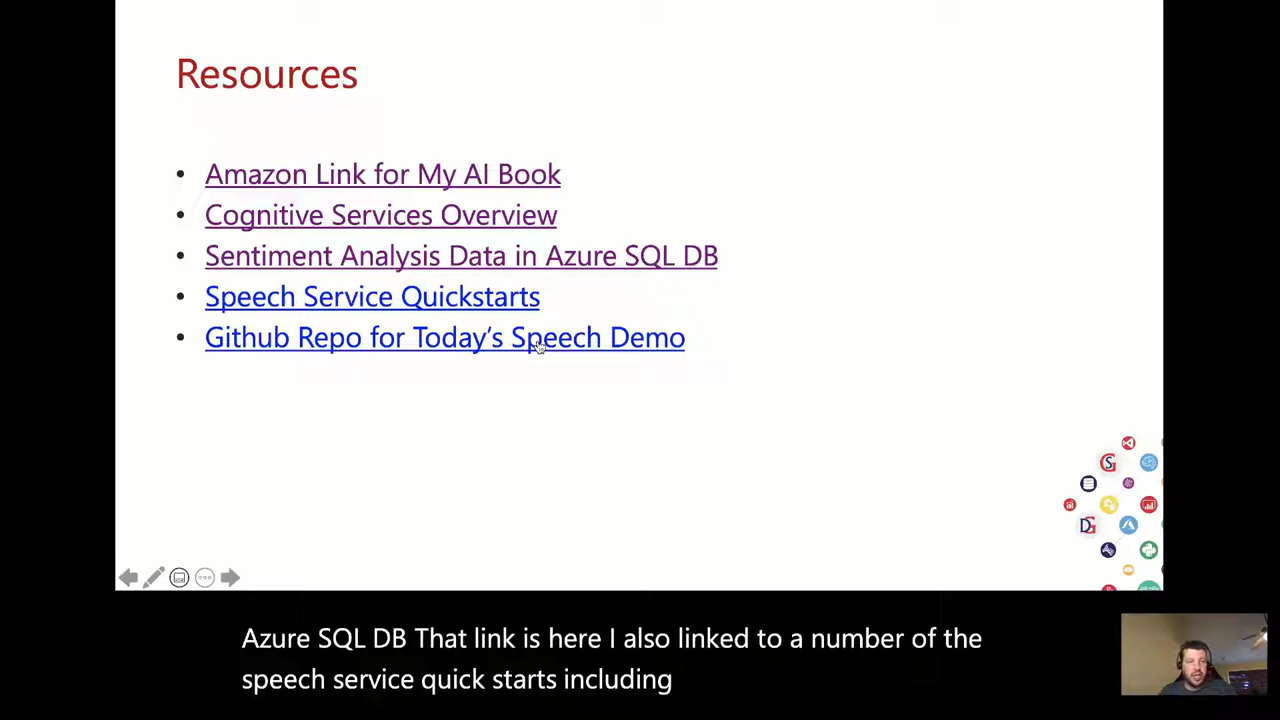 Resources
• Amazon Link for My AI Book
• Cognitive Services Overview
• Sentiment Analysis Data in Azure SQL DB
• Speech Service Quickstarts
• Github Repo for Today's Speech Demo
SG
DG
Azure SQL DB That link is here I also linked to a number of the
speech service quick starts including